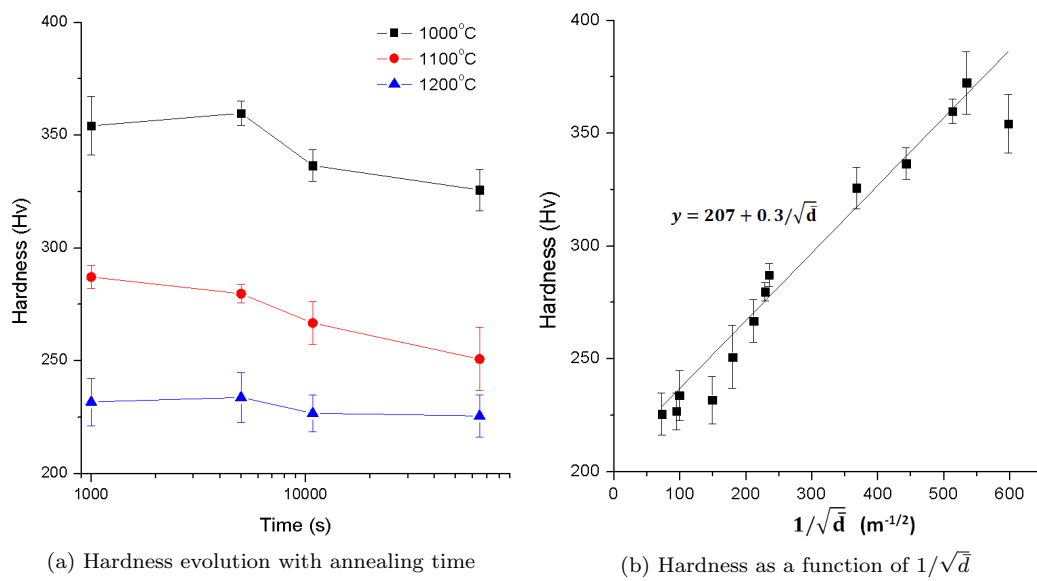 400
350
300
250
200
Hardness (Hv)
1000
10000
Time (s)
1000°C
1100°C
1200°C
(a) Hardness evolution with annealing time
400
350
300
250
200
Hardness (Hv)
y = 207 + 0.3/√d̄
0 100 200 300 400 500 600
1/√d̄ (m⁻¹/²)
(b) Hardness as a function of 1/√d̄